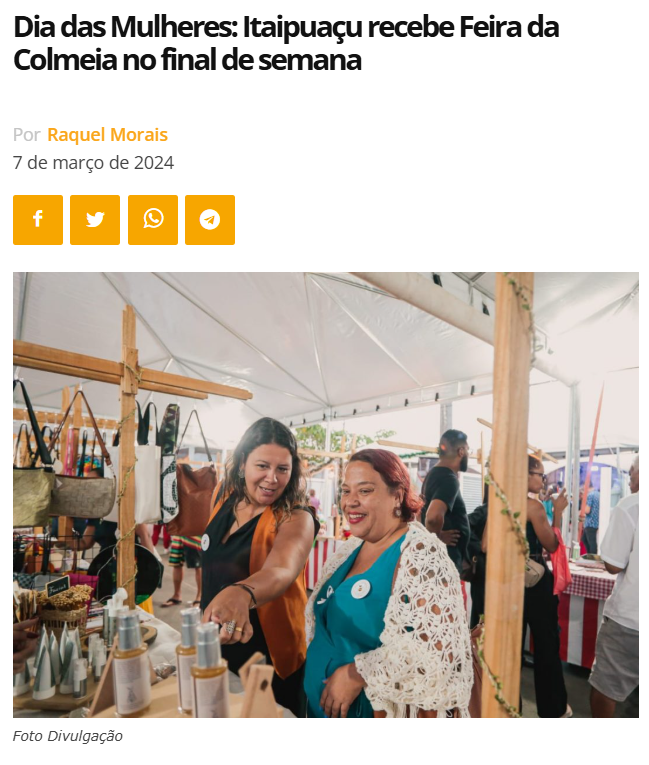 Dia das Mulheres: Itaipuaçu recebe Feira da
Colmeia no final de semana
Por Raquel Morais
7 de março de 2024
Foto Divulgação